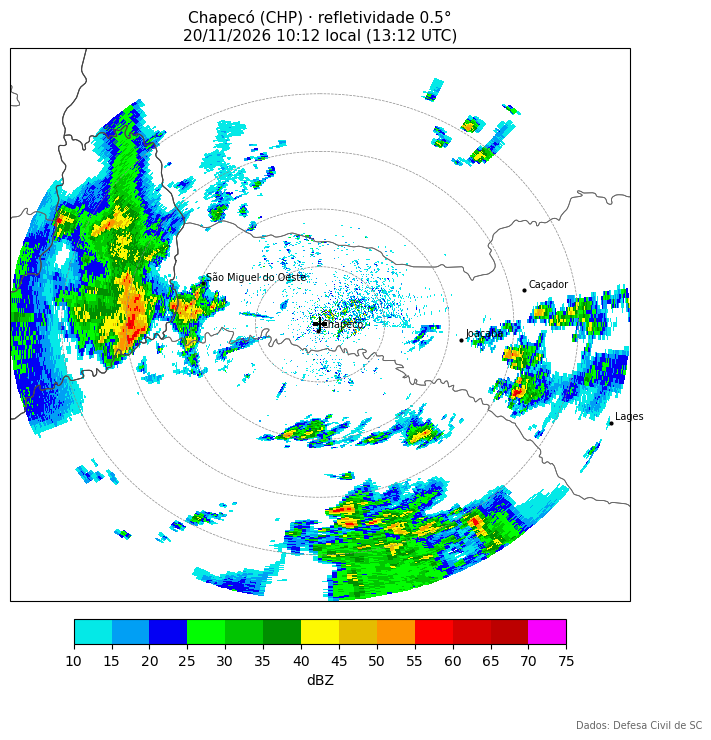 Chapecó (CHP) · refletividade 0.5°
20/11/2026 10:12 local (13:12 UTC)
São Miguel do Oeste
Caçador
Chapecó
Joaçaba
Lages
10 15 20 25 30 35 40 45 50 55 60 65 70 75
dBZ
Dados: Defesa Civil de SC